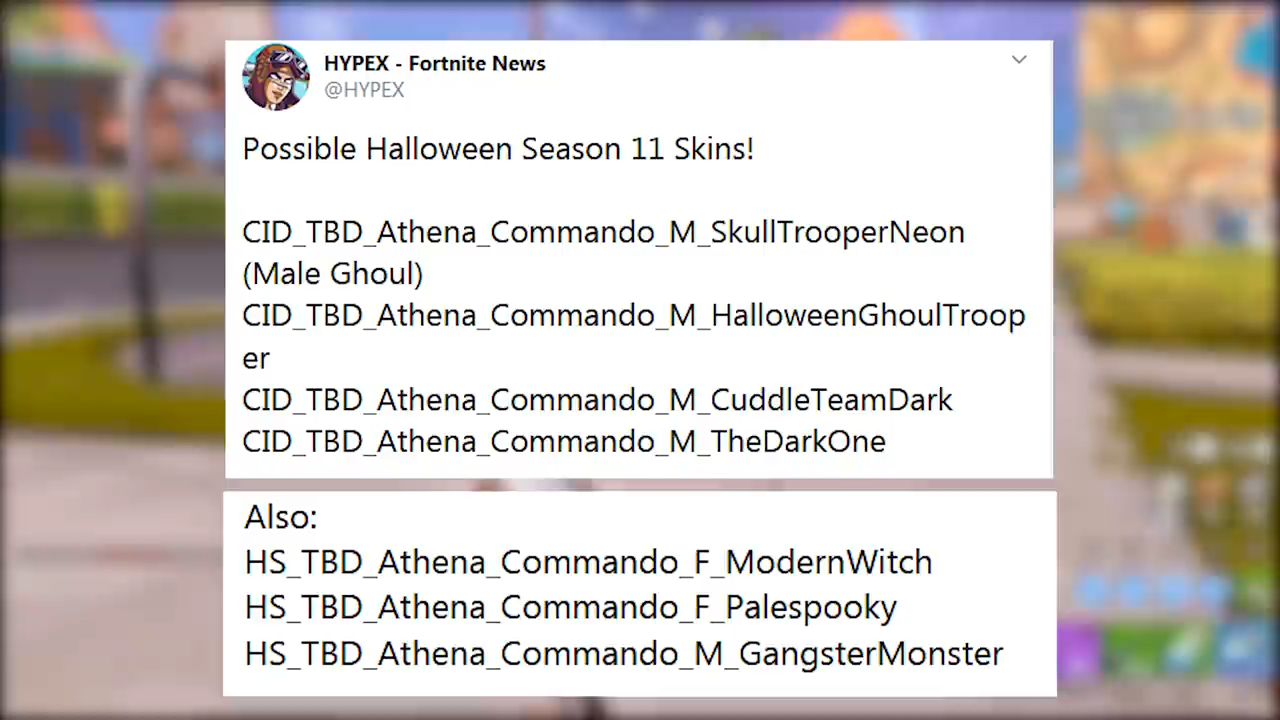 HYPEX - Fortnite News
@HYPEX
Possible Halloween Season 11 Skins!
CID_TBD_Athena_Commando_M_SkullTrooperNeon
(Male Ghoul)
CID_TBD_Athena_Commando_M_HalloweenGhoulTroop
er
CID_TBD_Athena_Commando_M_CuddleTeamDark
CID_TBD_Athena_Commando_M_TheDarkOne
Also:
HS_TBD_Athena_Commando_F_ModernWitch
HS_TBD_Athena_Commando_F_Palespooky
HS_TBD_Athena_Commando_M_GangsterMonster